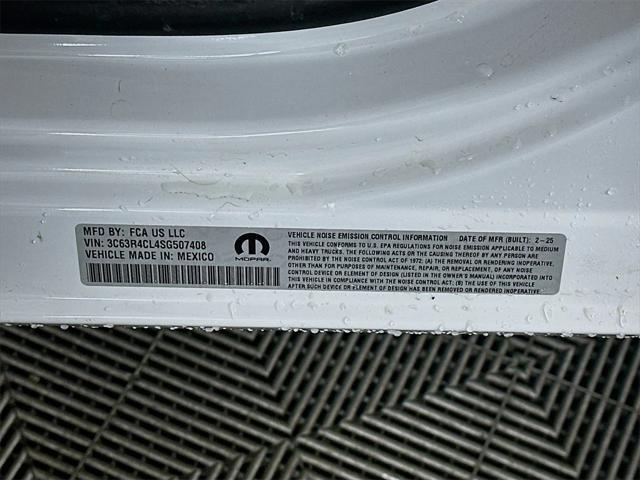 MFD BY: FCA US LLC
VIN: 3C63R4CL4SG507408
VEHICLE MADE IN: MEXICO
MOPAR
VEHICLE NOISE EMISSION CONTROL INFORMATION DATE OF MFR (BUILT): 2-25
THIS VEHICLE CONFORMS TO U.S. EPA REGULATIONS FOR NOISE EMISSION APPLICABLE TO MEDIUM
AND HEAVY TRUCKS. THE FOLLOWING ACTS OR THE CAUSING THEREOF BY ANY PERSON ARE
PROHIBITED BY THE NOISE CONTROL ACT OF 1972: (A) THE REMOVAL OR RENDERING INOPERATIVE,
OTHER THAN FOR PURPOSES OF MAINTENANCE, REPAIR, OR REPLACEMENT, OF ANY NOISE
CONTROL DEVICE OR ELEMENT OF DESIGN (LISTED IN THE OWNER'S MANUAL) INCORPORATED INTO
THIS VEHICLE IN COMPLIANCE WITH THE NOISE CONTROL ACT; (B) THE USE OF THIS VEHICLE
AFTER SUCH DEVICE OR ELEMENT OF DESIGN HAS BEEN REMOVED OR RENDERED INOPERATIVE.